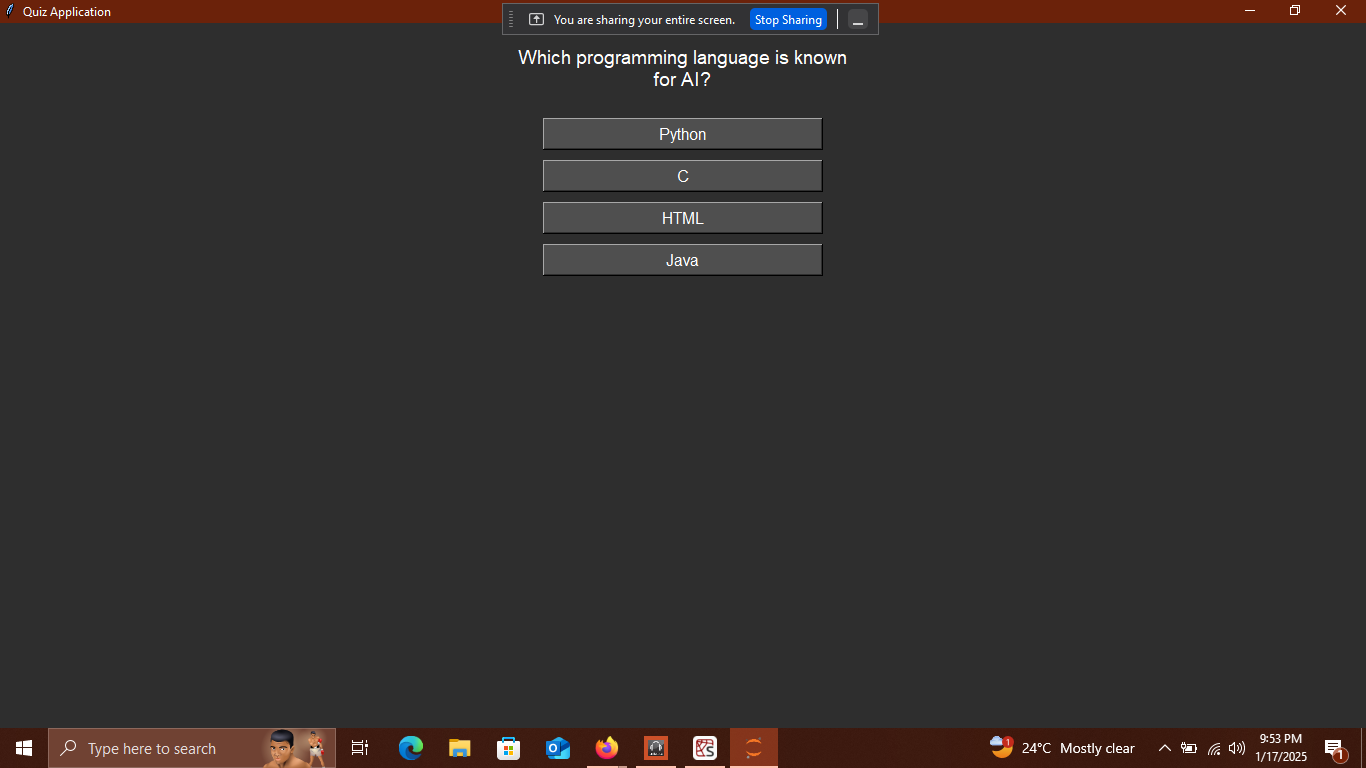 Quiz Application
You are sharing your entire screen.
Stop Sharing
Which programming language is known
for AI?
Python
C
HTML
Java
Type here to search
1
24°C Mostly clear
9:53 PM
1/17/2025
1